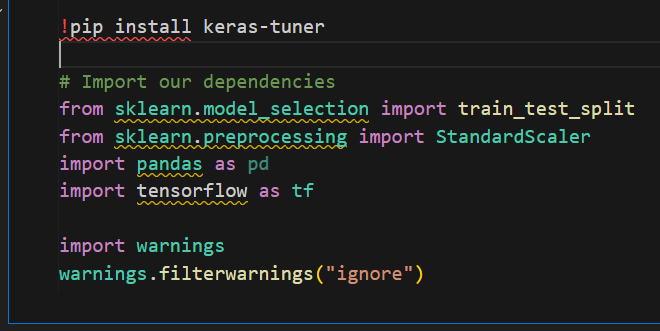 !pip install keras-tuner
# Import our dependencies
from sklearn.model_selection import train_test_split
from sklearn.preprocessing import StandardScaler
import pandas as pd
import tensorflow as tf
import warnings
warnings.filterwarnings("ignore")